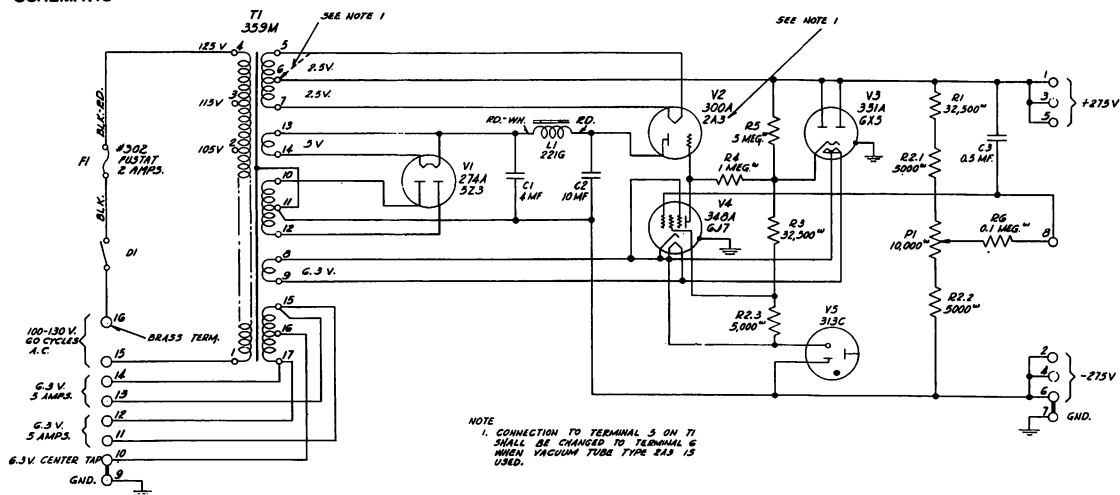 SCHEMATIC
T1
359M
SEE NOTE 1
SEE NOTE 1
125 V.
4
5
6
2.5V.
2.5V.
7
3
115V
2
105V
13
5V
14
10
11
12
8
6.3 V.
9
15
16
17
1
BLK.-RD.
F1
#302
FUSTAT
2 AMPS.
BLK.
D1
16
BRASS TERM.
100-130 V.
60 CYCLES
A.C.
15
6.3 V.
5 AMPS.
14
13
6.3 V.
5 AMPS.
12
11
6.3 V. CENTER TAP
10
GND.
9
V1
274A
5Z3
RD.-WH.
RD.
L1
221G
C1
4 MF
C2
10 MF
V2
300A
2A3
R5
5 MEG.ω
R4
1 MEG.ω
V3
351A
6X5
V4
348A
6J7
R3
32,500ω
R2.3
5,000ω
V5
313C
R1
32,500ω
R2.1
5000ω
P1
10,000ω
R2.2
5000ω
C3
0.5 MF.
R6
0.1 MEG.ω
8
1
3
5
+275V
2
4
6
-275V
7
GND.
NOTE
1. CONNECTION TO TERMINAL 5 ON T1
SHALL BE CHANGED TO TERMINAL 6
WHEN VACUUM TUBE TYPE 2A3 IS
USED.